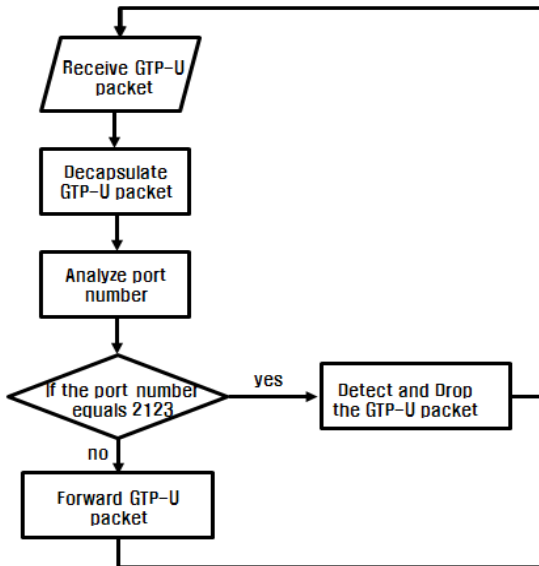 Receive GTP-U
packet
Decapsulate
GTP-U packet
Analyze port
number
If the port number
equals 2123
yes
Detect and Drop
the GTP-U packet
no
Forward GTP-U
packet